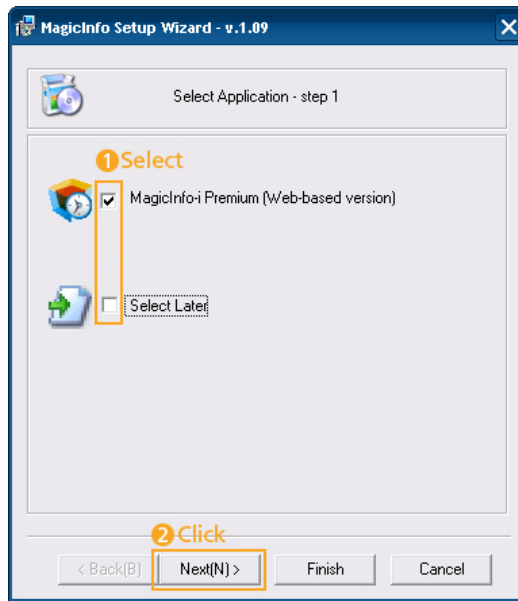 MagicInfo Setup Wizard - v.1.09
Select Application - step 1
1 Select
MagicInfo-i Premium (Web-based version)
Select Later
2 Click
< Back(B)
Next(N) >
Finish
Cancel